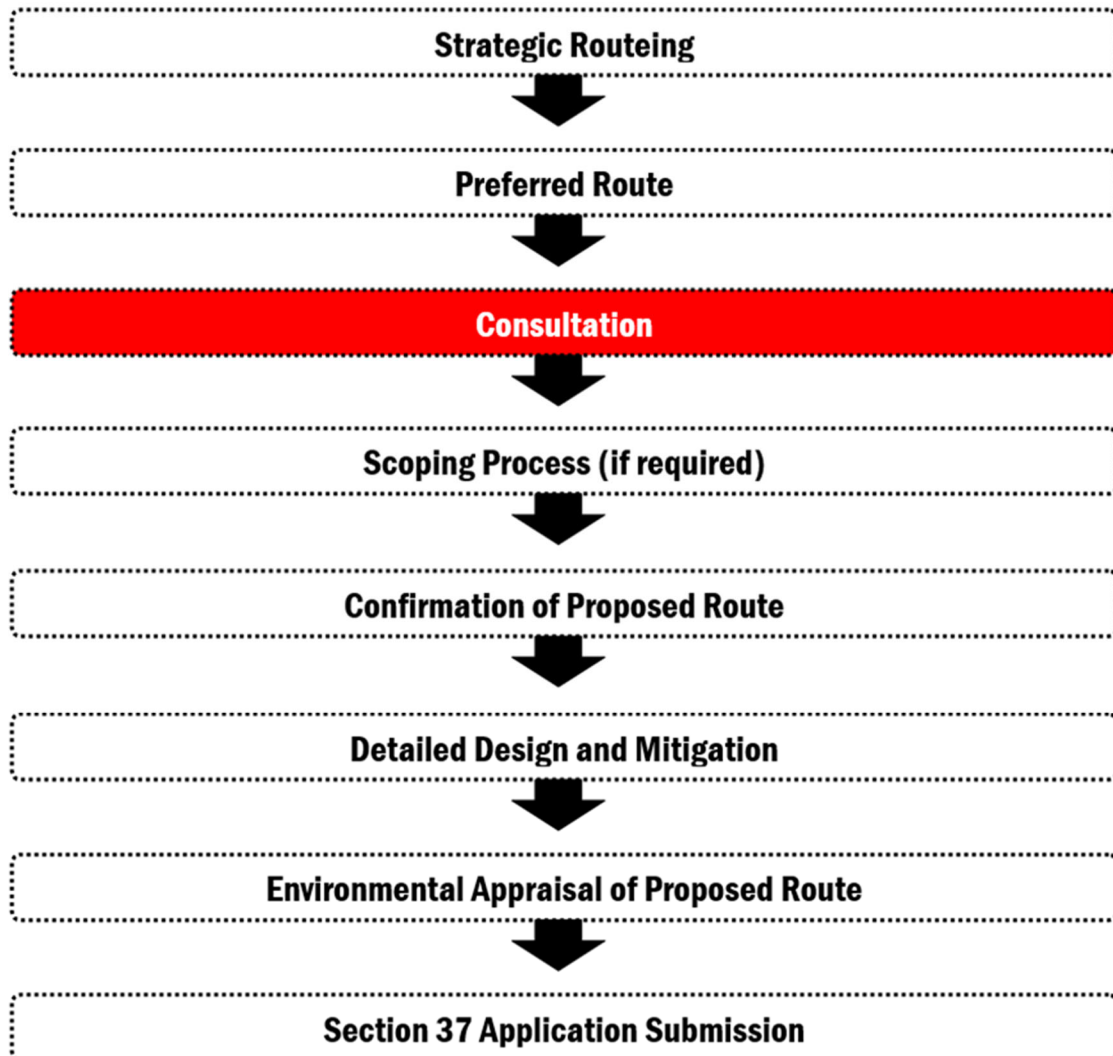 Strategic Routeing
Preferred Route
Consultation
Scoping Process (if required)
Confirmation of Proposed Route
Detailed Design and Mitigation
Environmental Appraisal of Proposed Route
Section 37 Application Submission